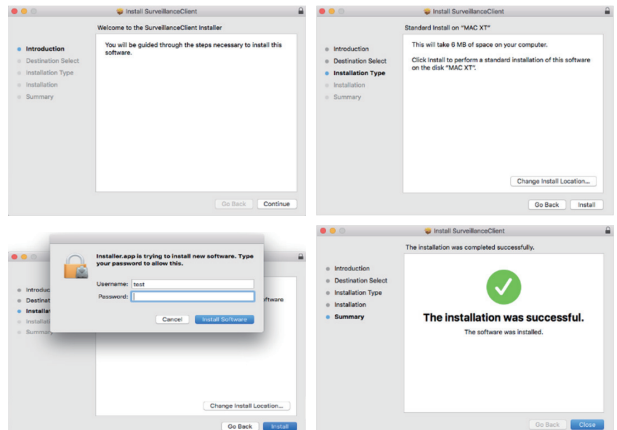 Install SurveillanceClient
Welcome to the SurveillanceClient Installer
Introduction
Destination Select
Installation Type
Installation
Summary
You will be guided through the steps necessary to install this
software.
Go Back
Continue
Install SurveillanceClient
Standard Install on "MAC XT"
Introduction
Destination Select
Installation Type
Installation
Summary
This will take 6 MB of space on your computer.
Click Install to perform a standard installation of this software
on the disk "MAC XT".
Change Install Location...
Go Back
Install
Introduc
Destinat
Installat
Installati
Summary
Installer.app is trying to install new software. Type
your password to allow this.
Username: test
Password:
Cancel
Install Software
ftware
Change Install Location...
Go Back
Install
Install SurveillanceClient
The installation was completed successfully.
Introduction
Destination Select
Installation Type
Installation
Summary
The installation was successful.
The software was installed.
Go Back
Close